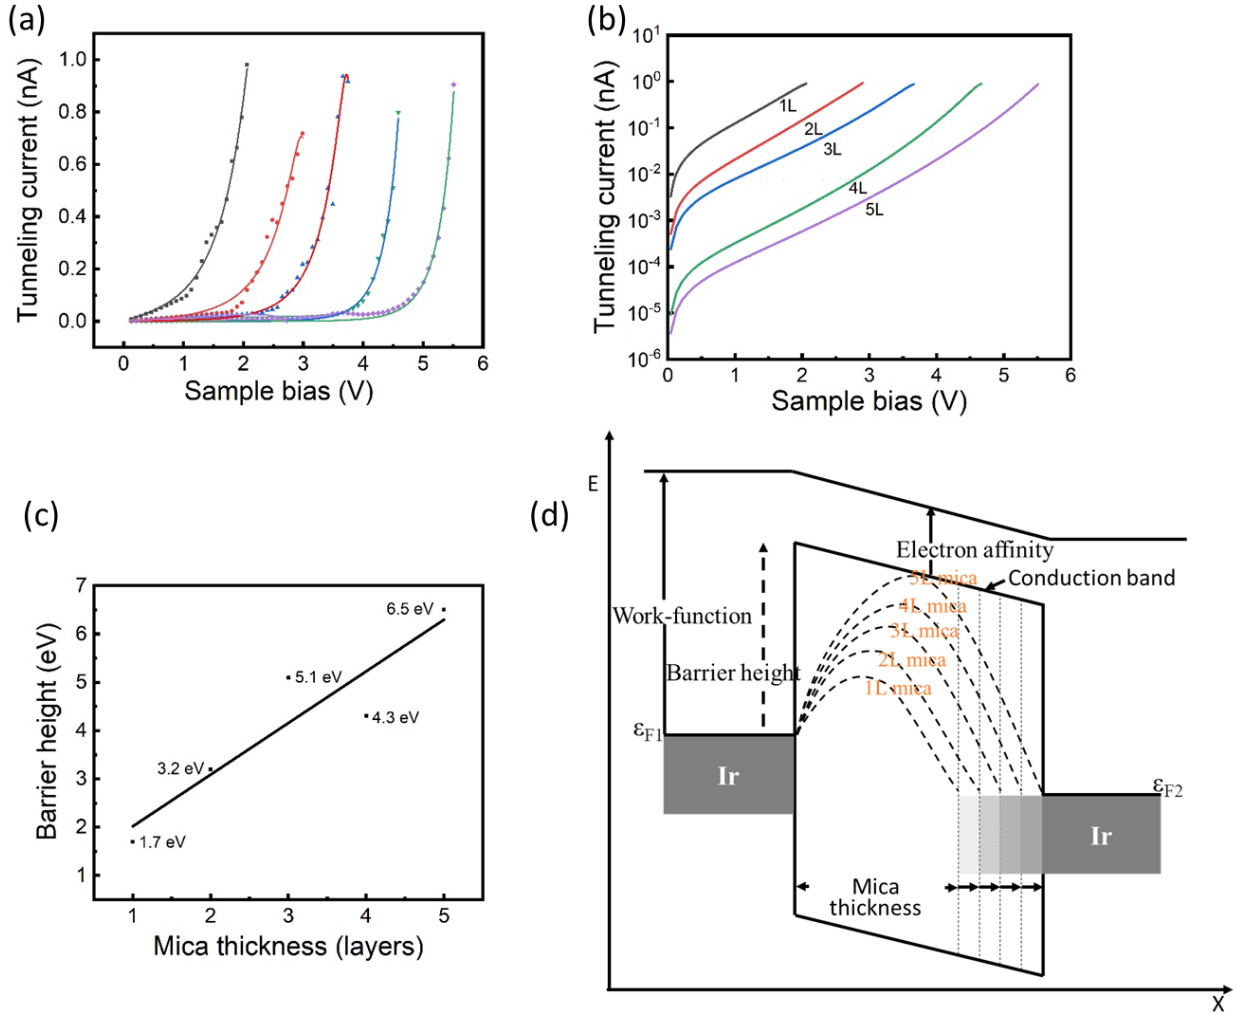 (a)
Tunneling current (nA)
1.0
0.8
0.6
0.4
0.2
0.0
0 1 2 3 4 5 6
Sample bias (V)
(b)
Tunneling current (nA)
10^1
10^0
10^-1
10^-2
10^-3
10^-4
10^-5
10^-6
1L
2L
3L
4L
5L
0 1 2 3 4 5 6
Sample bias (V)
(c)
Barrier height (eV)
7
6
5
4
3
2
1
6.5 eV
5.1 eV
4.3 eV
3.2 eV
1.7 eV
1 2 3 4 5
Mica thickness (layers)
(d)
E
Electron affinity
Conduction band
5L mica
4L mica
3L mica
2L mica
1L mica
Work-function
Barrier height
εF1
Ir
εF2
Ir
Mica
thickness
X